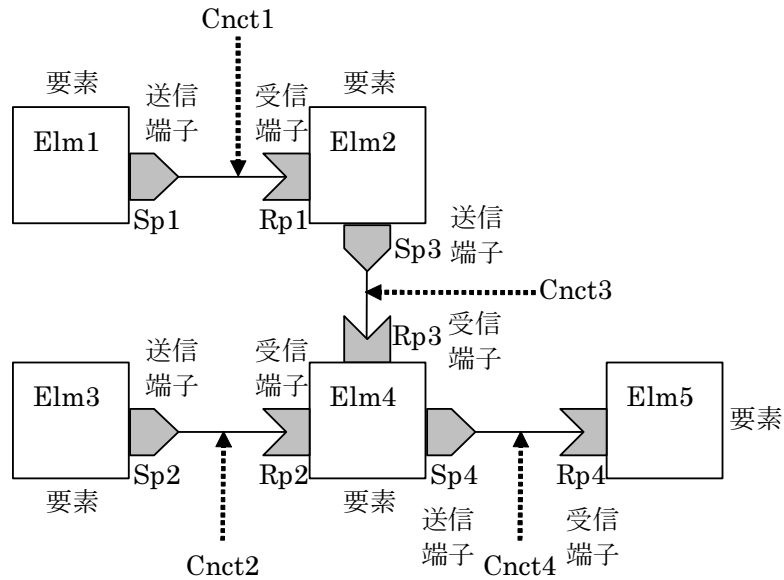 Cnct1
要素
送信
端子
受信
端子
要素
Elm1
Elm2
Sp1
Rp1
Sp3
送信
端子
Cnct3
Rp3
受信
端子
送信
端子
受信
端子
Elm3
Elm4
Elm5
要素
Sp2
Rp2
Sp4
Rp4
要素
要素
送信
端子
受信
端子
Cnct2
Cnct4